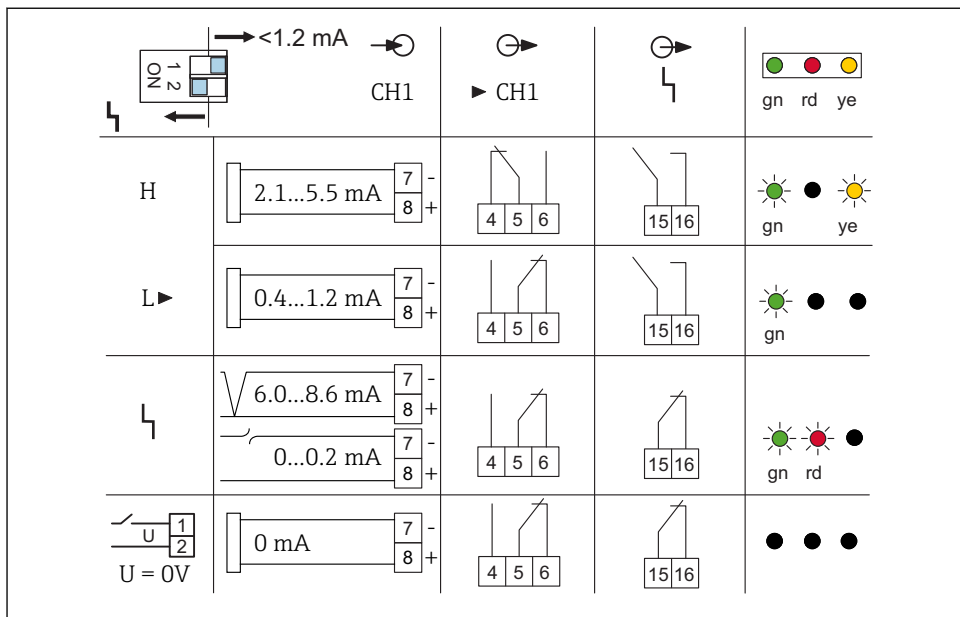 <1.2 mA
1 2
ON
CH1
► CH1
gn rd ye
H
2.1...5.5 mA
7 -
8 +
4 5 6
15 16
gn ye
L►
0.4...1.2 mA
7 -
8 +
4 5 6
15 16
gn
6.0...8.6 mA
7 -
8 +
0...0.2 mA
7 -
8 +
4 5 6
15 16
gn rd
U
1
2
U = 0V
0 mA
7 -
8 +
4 5 6
15 16